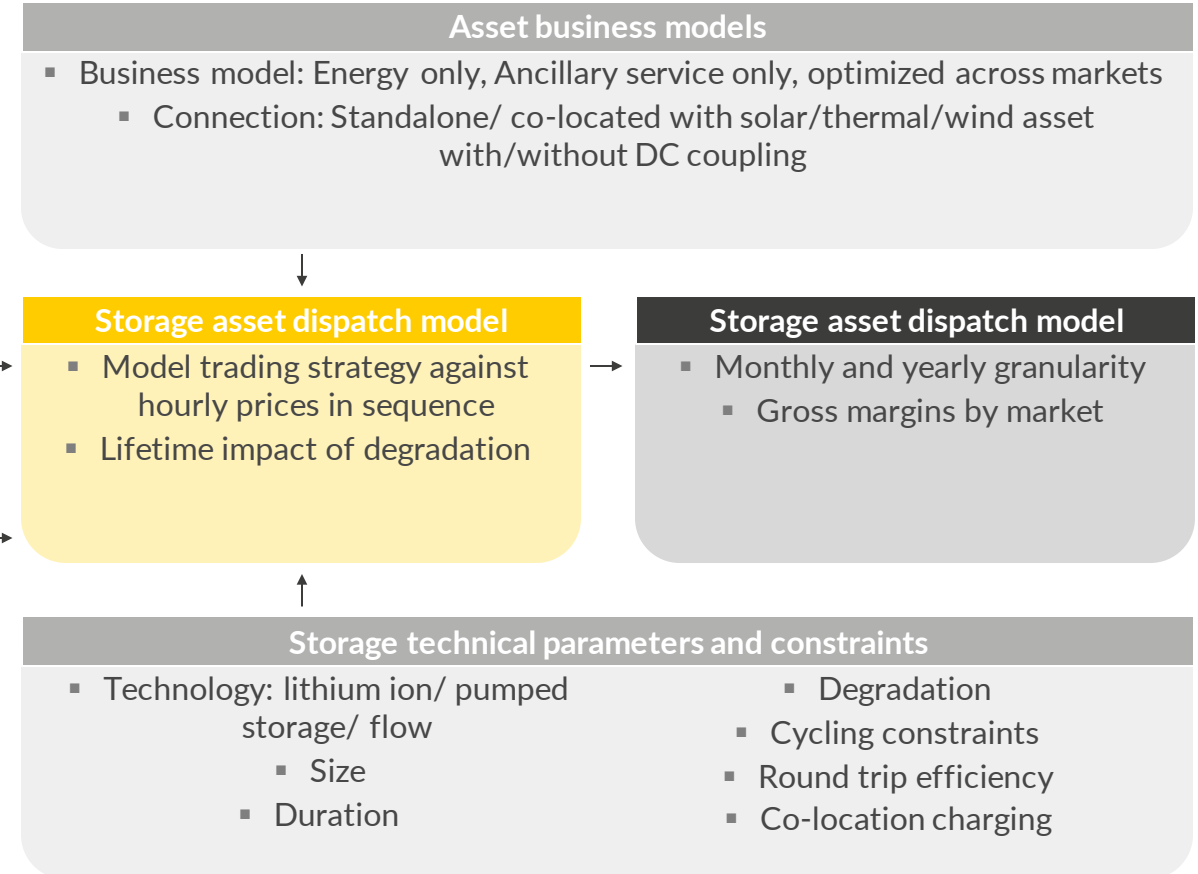 Asset business models
▪ Business model: Energy only, Ancillary service only, optimized across markets
▪ Connection: Standalone/ co-located with solar/thermal/wind asset
with/without DC coupling
Storage asset dispatch model
▪ Model trading strategy against
hourly prices in sequence
▪ Lifetime impact of degradation
Storage asset dispatch model
▪ Monthly and yearly granularity
▪ Gross margins by market
Storage technical parameters and constraints
▪ Technology: lithium ion/ pumped
storage/ flow
▪ Size
▪ Duration
▪ Degradation
▪ Cycling constraints
▪ Round trip efficiency
▪ Co-location charging